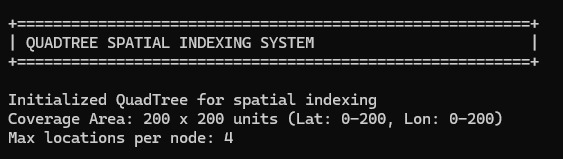 +=======================================================+
| QUADTREE SPATIAL INDEXING SYSTEM                      |
+=======================================================+
Initialized QuadTree for spatial indexing
Coverage Area: 200 x 200 units (Lat: 0-200, Lon: 0-200)
Max locations per node: 4